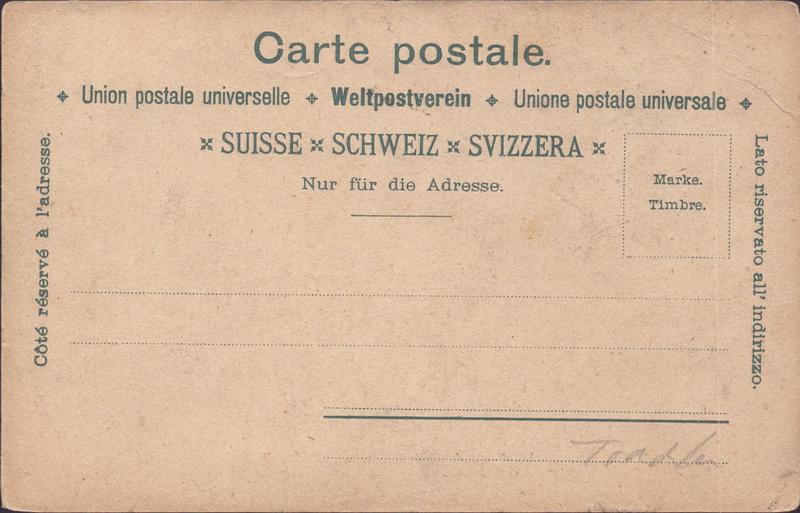 Carte postale.
Union postale universelle ⌖ Weltpostverein ⌖ Unione postale universale
SUISSE × SCHWEIZ × SVIZZERA
Nur für die Adresse.
Marke.
Timbre.
Côté réservé à l'adresse.
Lato riservato all' indirizzo.